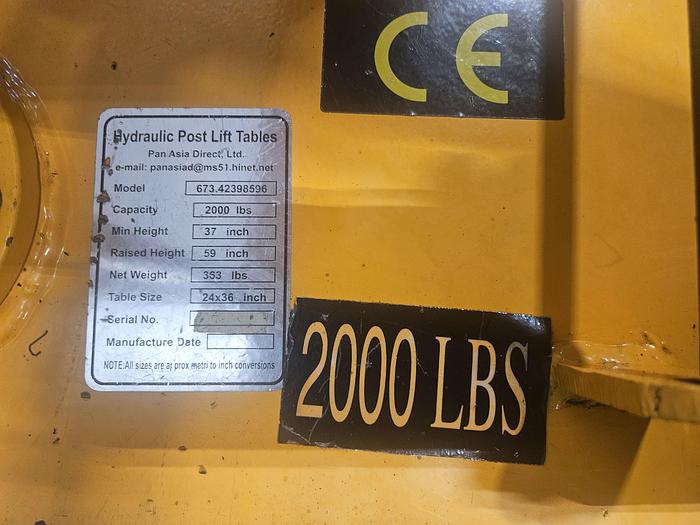 CE
Hydraulic Post Lift Tables
Pan Asia Direct, Ltd.
e-mail: panasiad@ms51.hinet.net
Model 673.42398596
Capacity 2000 lbs
Min Height 37 inch
Raised Height 59 inch
Net Weight 353 lbs
Table Size 24x36 inch
Serial No.
Manufacture Date
NOTE:All sizes are aprox metri to inch conversions
2000 LBS